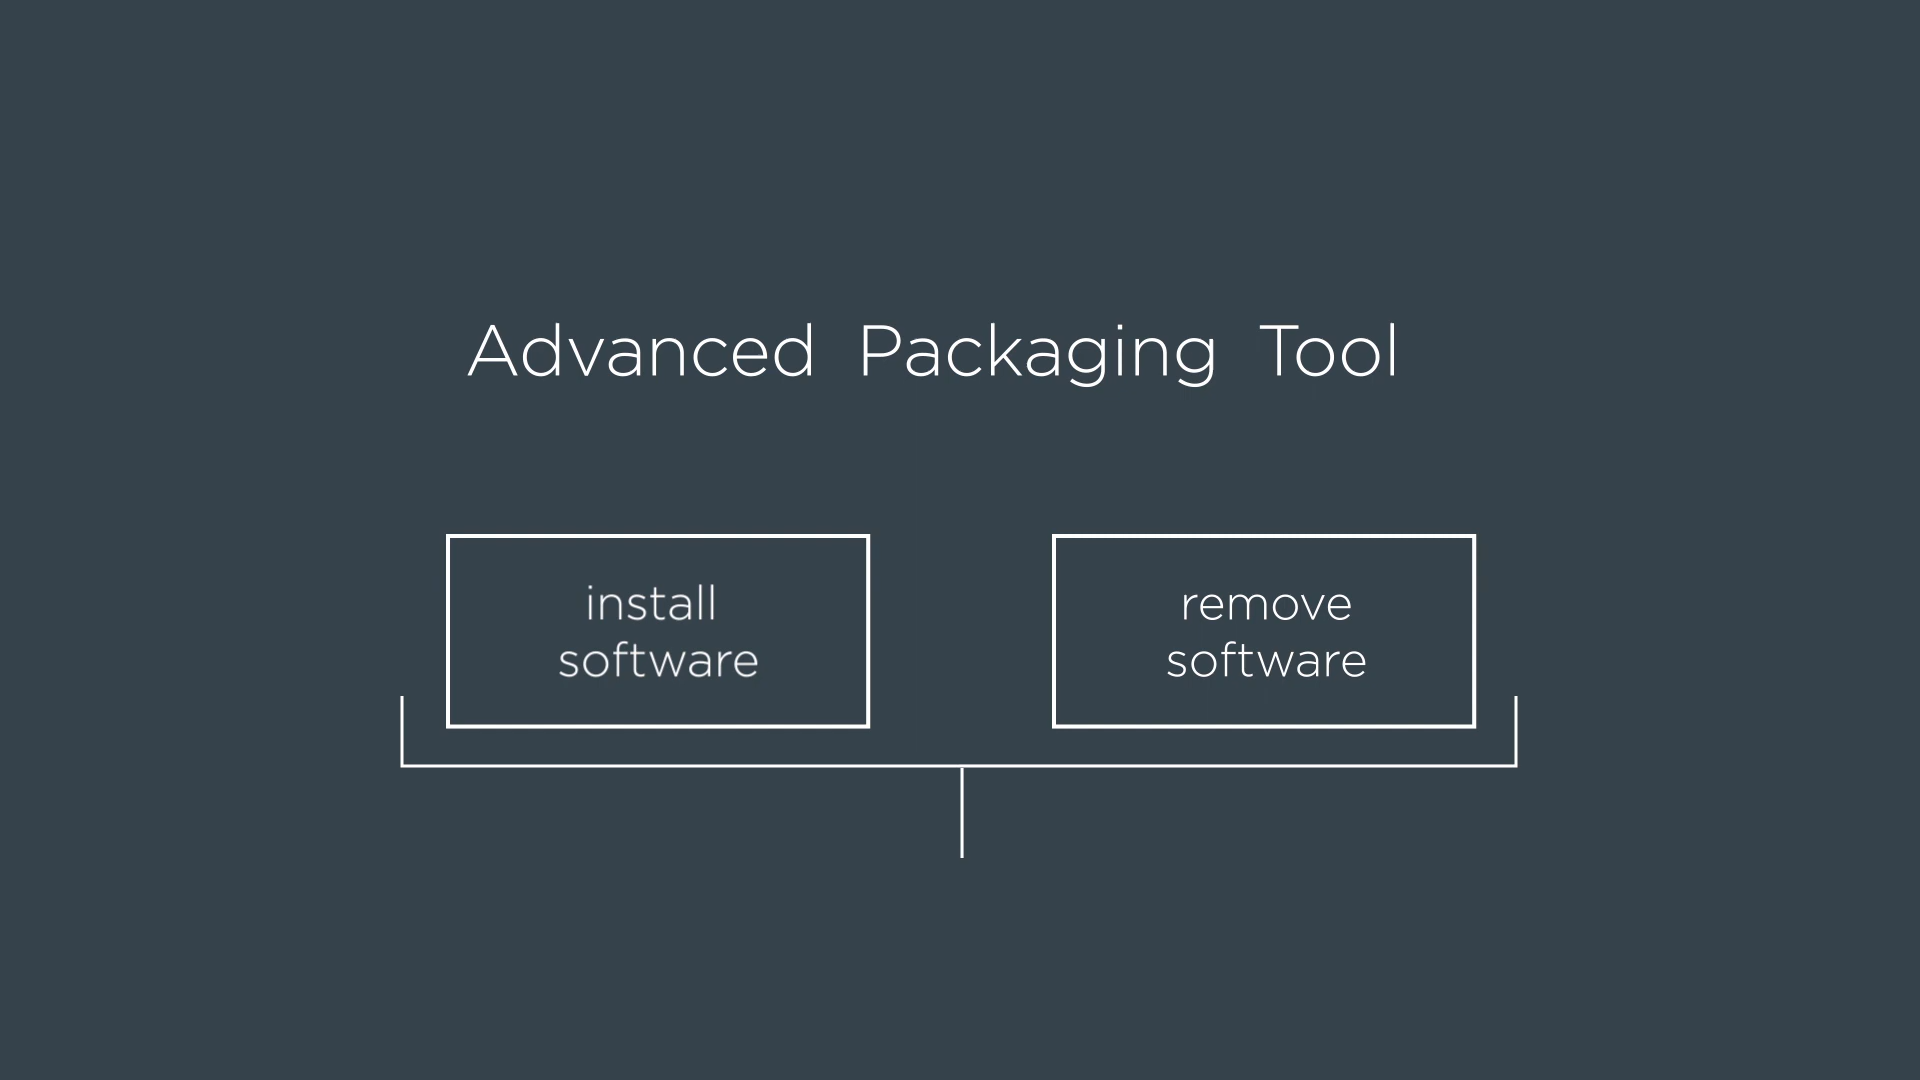 Advanced Packaging Tool
install
software
remove
software